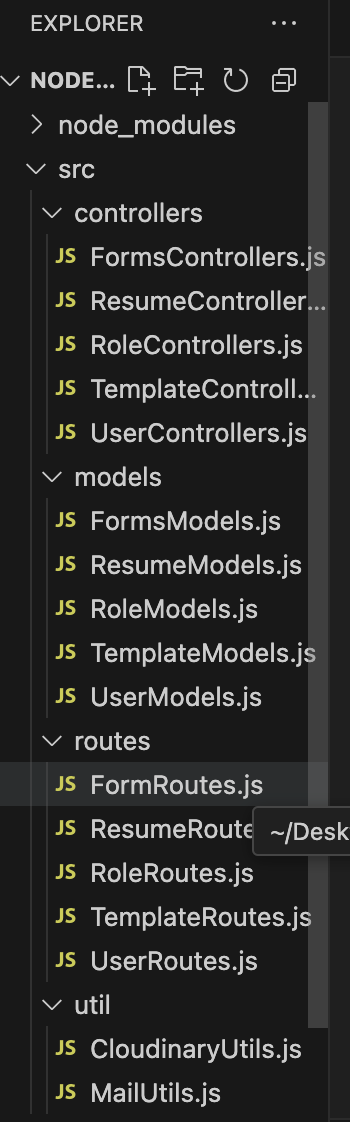 EXPLORER ...
NODE...
node_modules
src
controllers
JS FormsControllers.js
JS ResumeController...
JS RoleControllers.js
JS TemplateControll...
JS UserControllers.js
models
JS FormsModels.js
JS ResumeModels.js
JS RoleModels.js
JS TemplateModels.js
JS UserModels.js
routes
JS FormRoutes.js
JS ResumeRoute
~/Desk
JS RoleRoutes.js
JS TemplateRoutes.js
JS UserRoutes.js
util
JS CloudinaryUtils.js
JS MailUtils.js